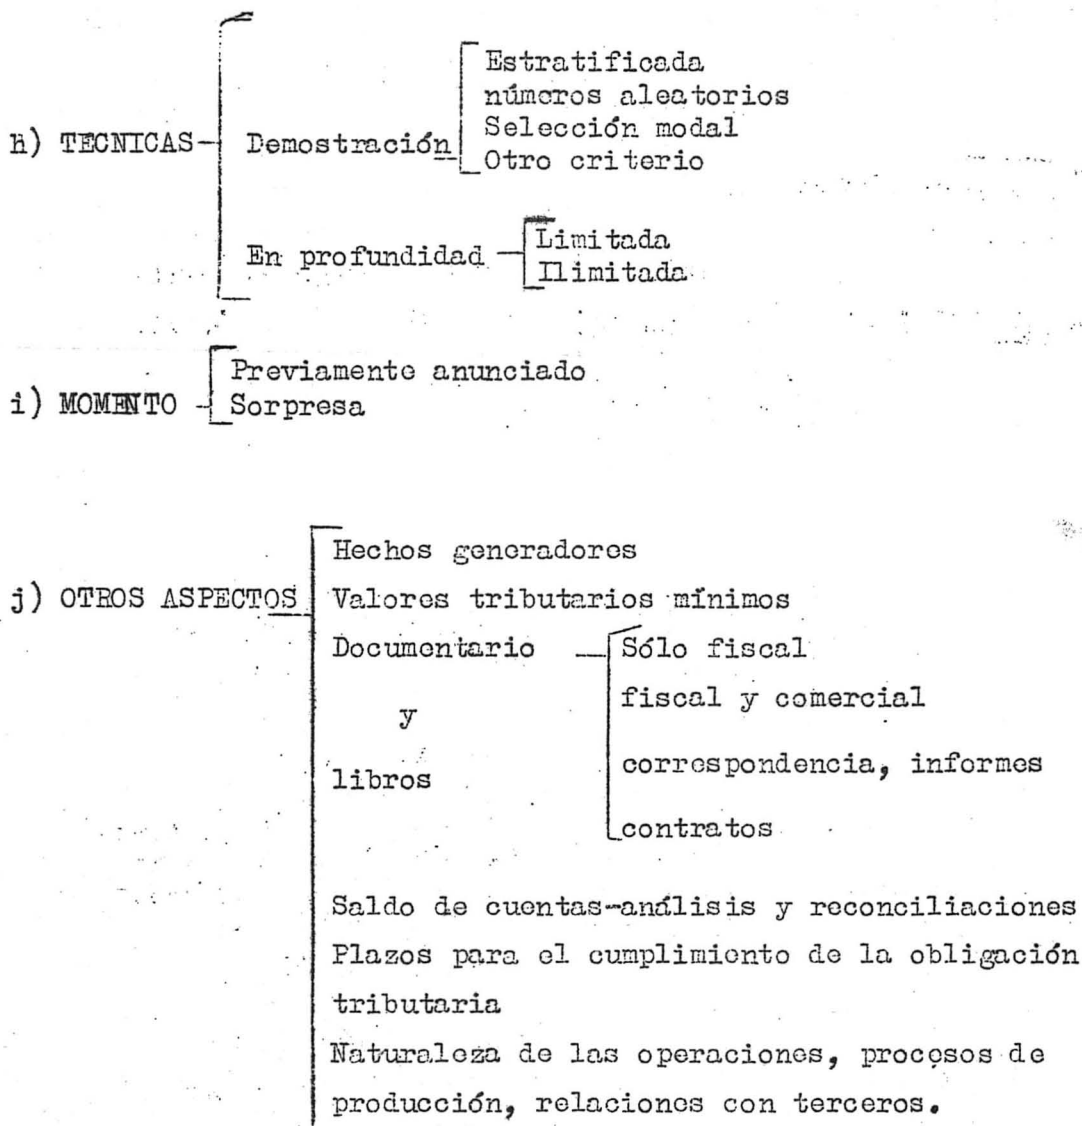 Estratificada
números aleatorios
h) TECNICAS Demostración Selección modal
Otro criterio
En profundidad Limitada
Ilimitada
Previamente anunciado
i) MOMENTO Sorpresa
Hechos generadores
j) OTROS ASPECTOS Valores tributarios mínimos
Documentario Sólo fiscal
fiscal y comercial
y
correspondencia, informes
libros
contratos
Saldo de cuentas-análisis y reconciliaciones
Plazos para el cumplimiento de la obligación
tributaria
Naturaleza de las operaciones, procesos de
producción, relaciones con terceros.